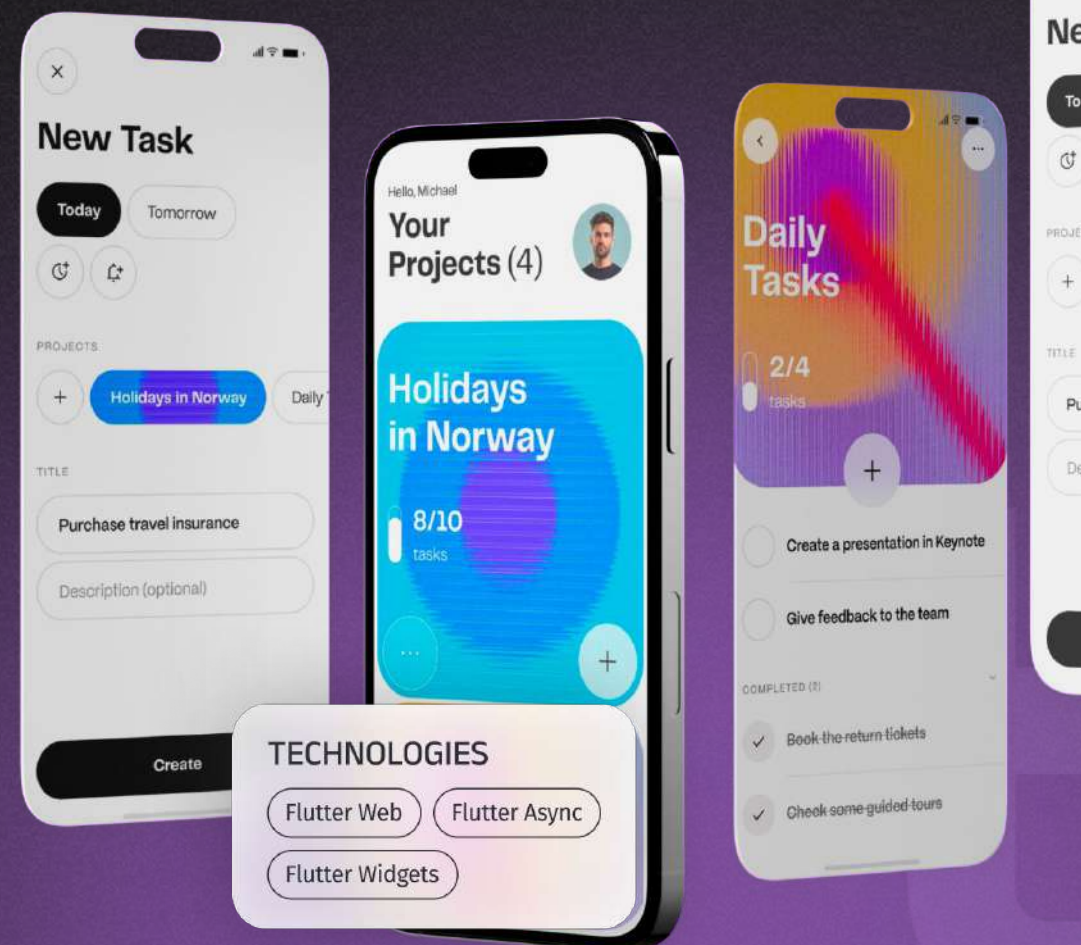 New Task
Today
Tomorrow
PROJECTS
Holidays in Norway
Daily
TITLE
Purchase travel insurance
Description (optional)
Create
Hello, Michael
Your
Projects (4)
Holidays
in Norway
8/10
tasks
TECHNOLOGIES
Flutter Web
Flutter Async
Flutter Widgets
Daily
Tasks
2/4
tasks
Create a presentation in Keynote
Give feedback to the team
COMPLETED (2)
Book the return tickets
Check some guided tours
Ne
To
PROJE
TITLE
Pu
De